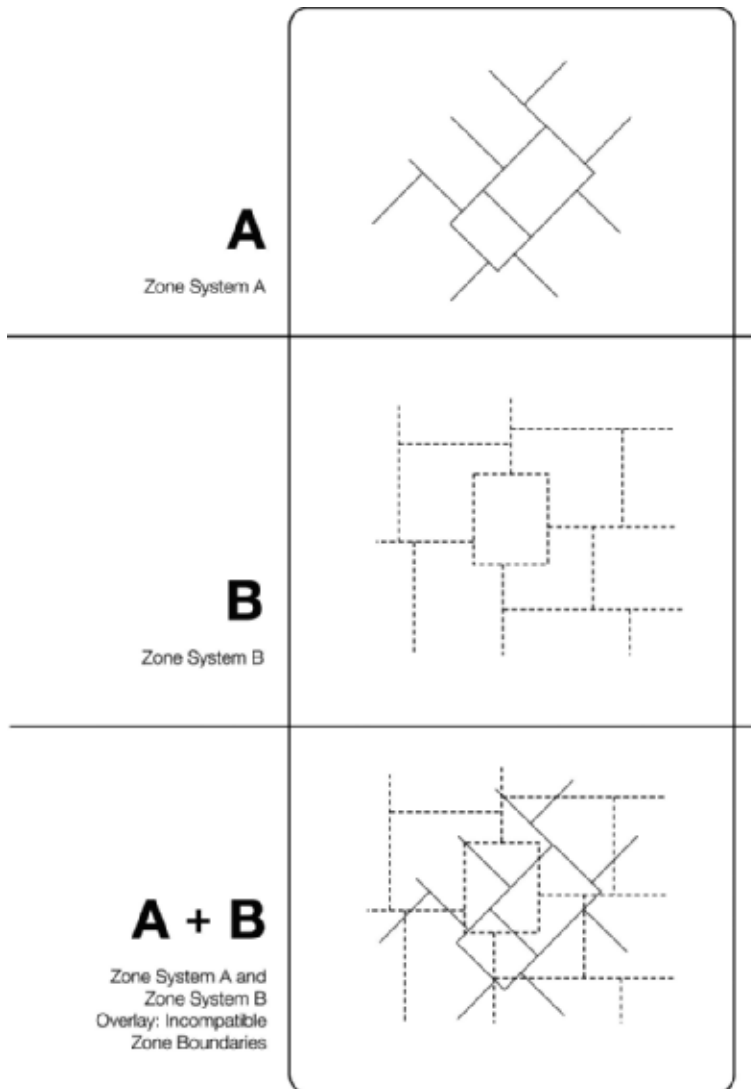 A
Zone System A
B
Zone System B
A + B
Zone System A and
Zone System B
Overlay: Incompatible
Zone Boundaries